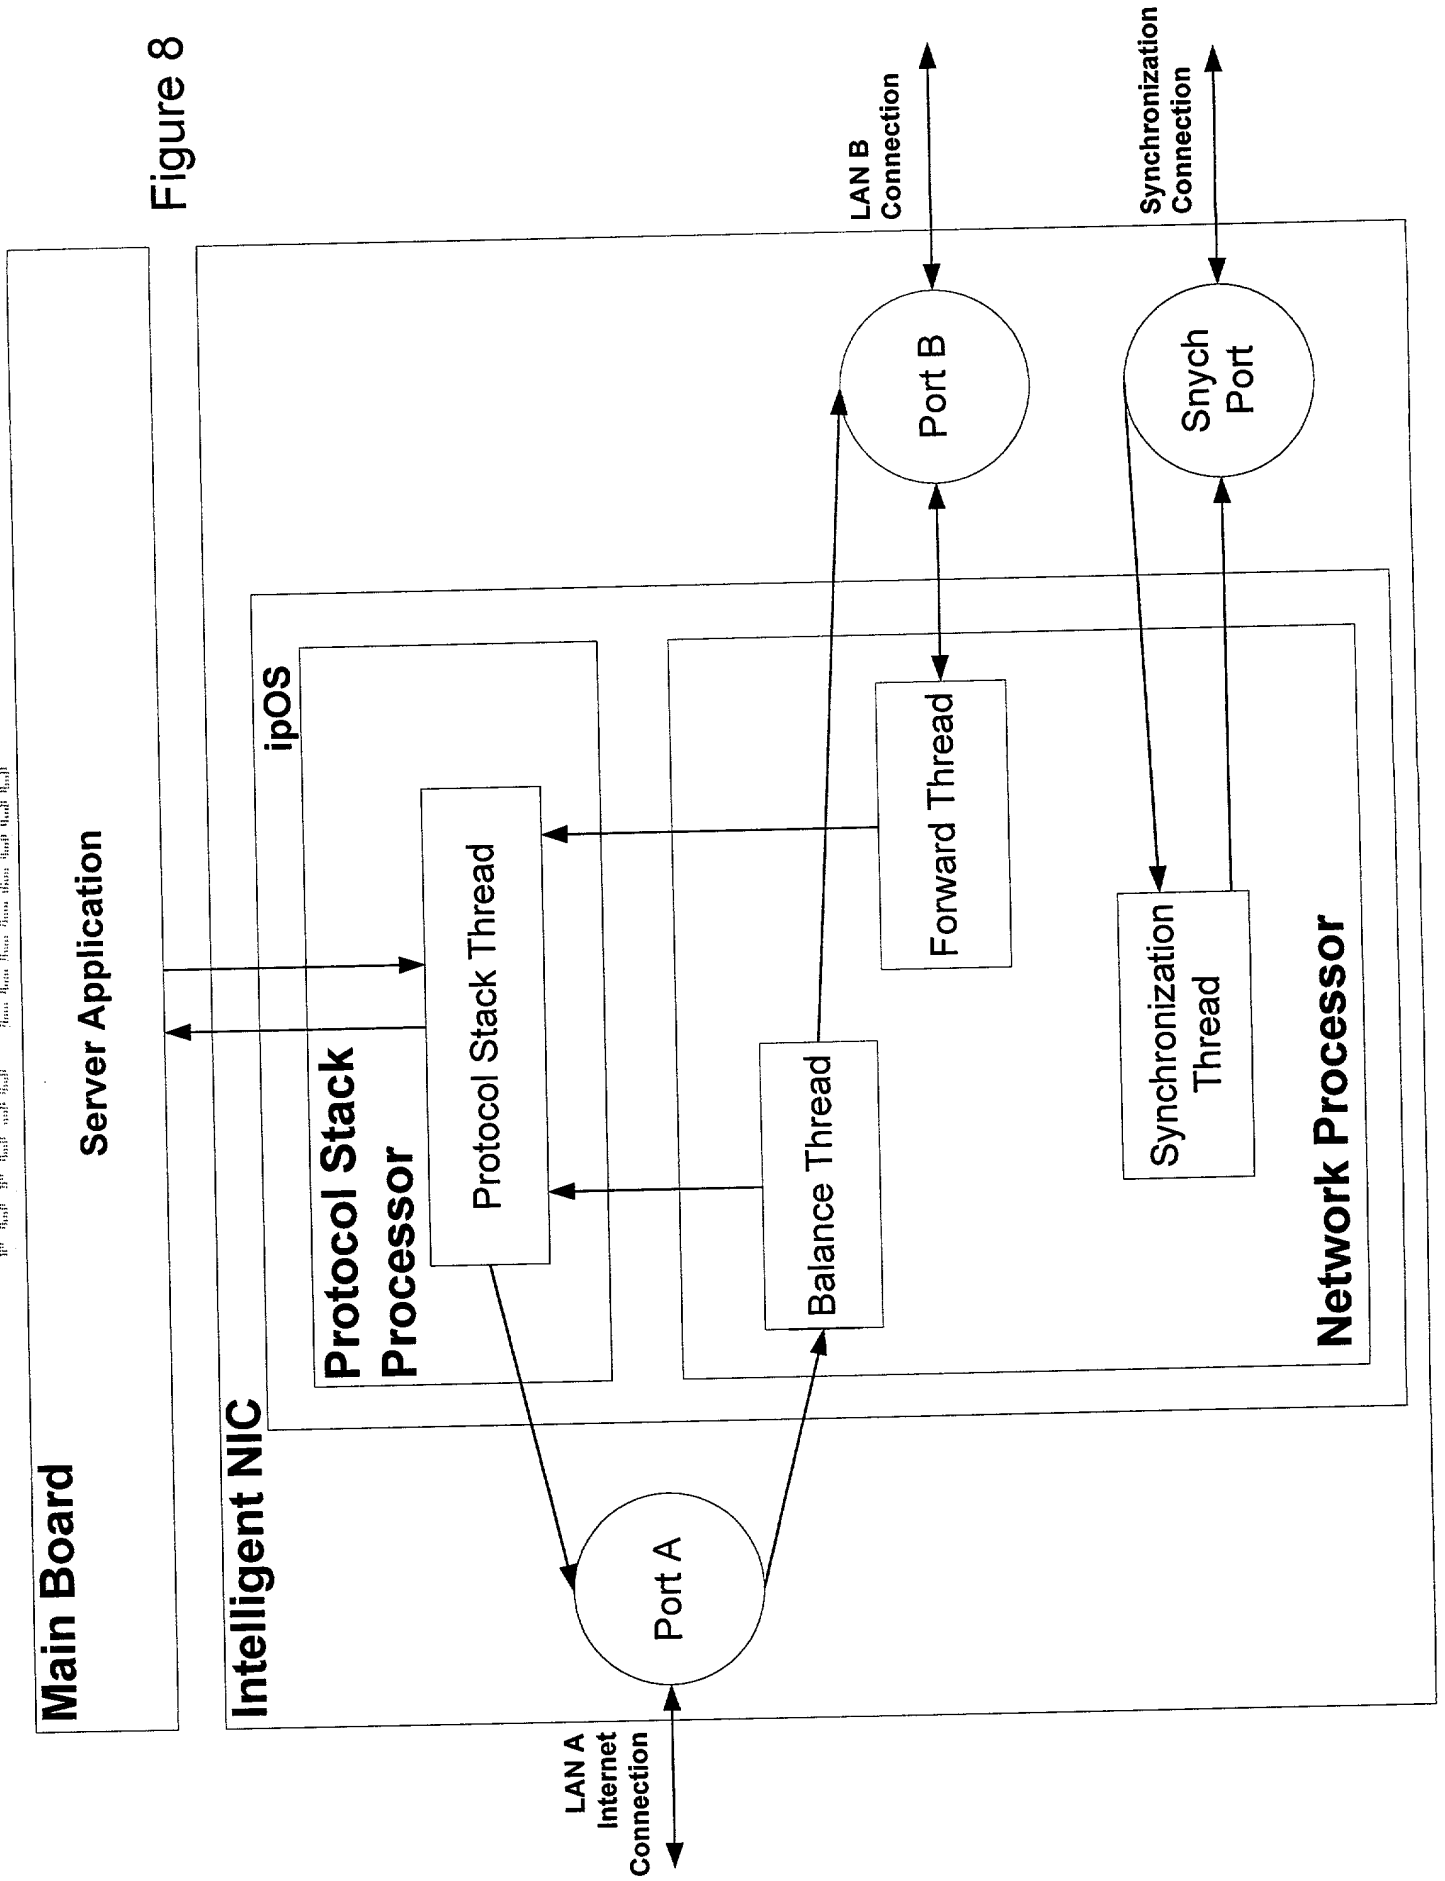 Figure 8
Main Board
Server Application
Intelligent NIC
ipOS
Protocol Stack
Processor
Protocol Stack Thread
LAN A
Internet
Connection
Port A
Balance Thread
Forward Thread
Port B
LAN B
Connection
Synchronization
Thread
Snych
Port
Synchronization
Connection
Network Processor